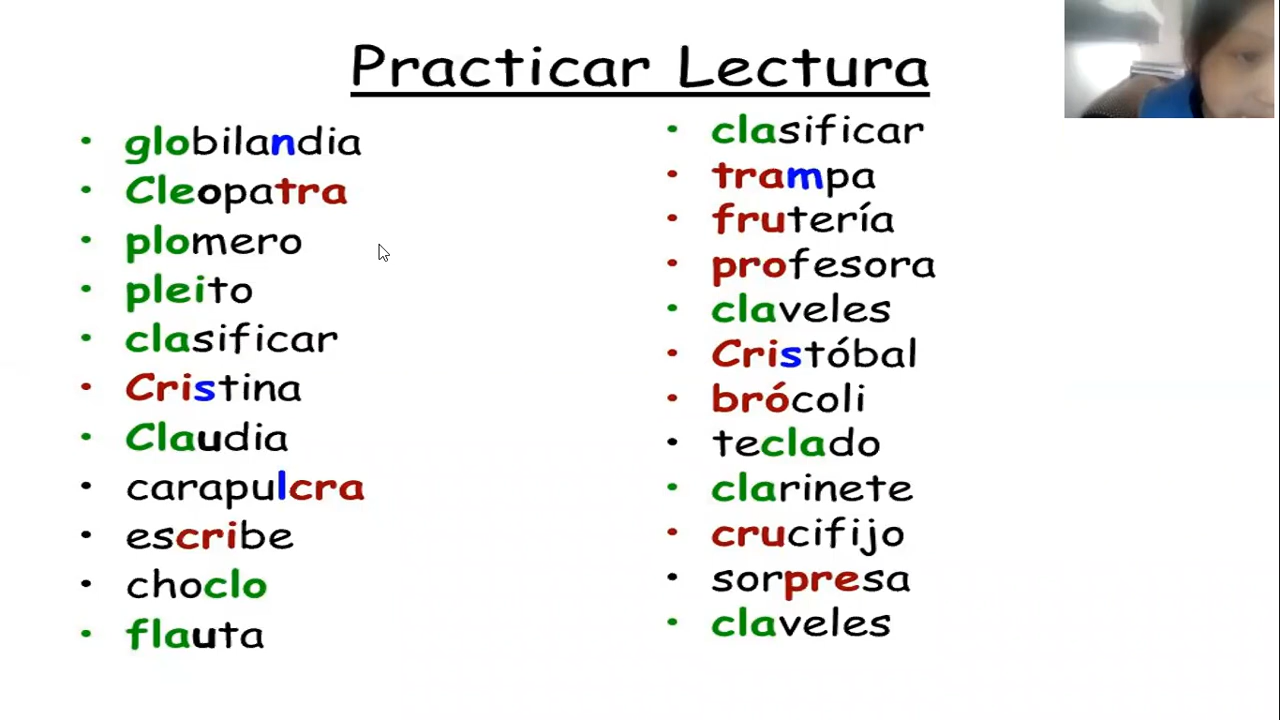 Practicar Lectura
• globilandia
• Cleopatra
• plomero
• pleito
• clasificar
• Cristina
• Claudia
• carapulcra
• escribe
• choclo
• flauta
• clasificar
• trampa
• frutería
• profesora
• claveles
• Cristóbal
• brócoli
• teclado
• clarinete
• crucifijo
• sorpresa
• claveles